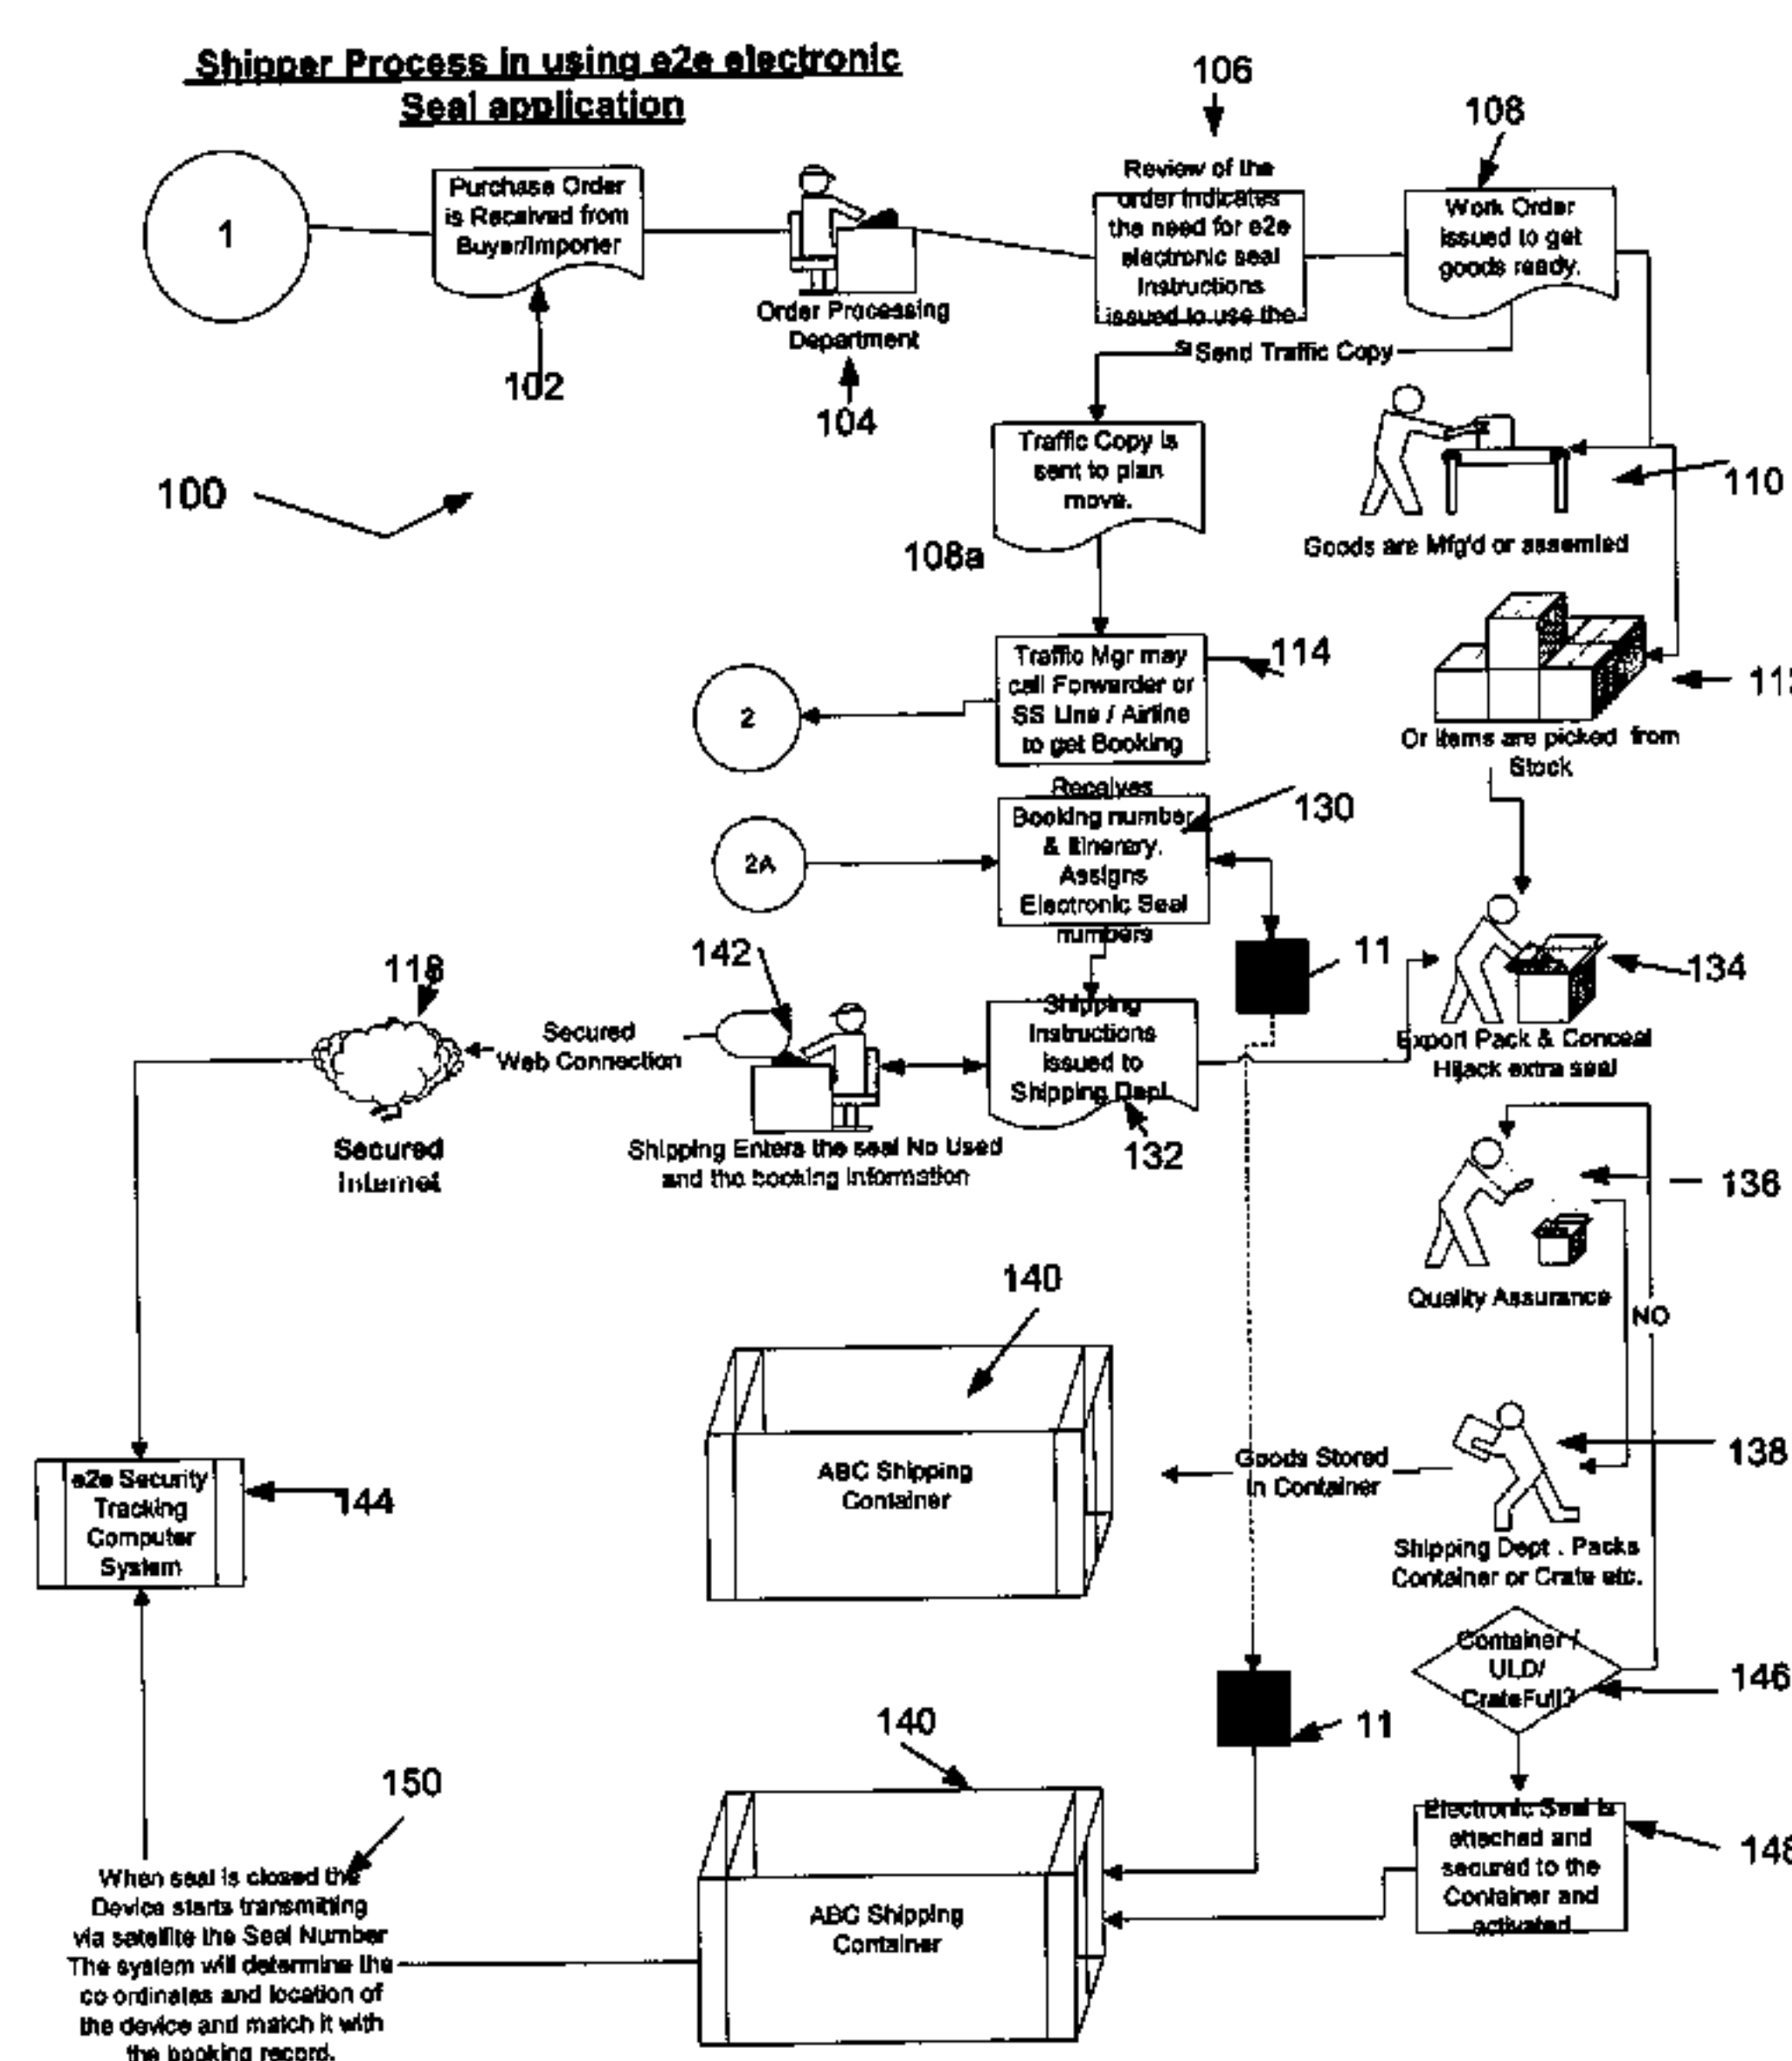 Shipper Process in using e2e electronic
Seal application
106
108
1
Purchase Order
is Received from
Buyer/Importer
102
Order Processing
Department
104
Review of the
order indicates
the need for e2e
electronic seal
Instructions
issued to use the
Work Order
issued to get
goods ready.
Send Traffic Copy
100
Traffic Copy is
sent to plan
move.
108a
110
Goods are Mfg'd or assemled
Traffic Mgr may
call Forwarder or
SS Line / Airline
to get Booking
114
2
Or items are picked from
Stock
Receives
Booking number
& Itinerary.
Assigns
Electronic Seal
numbers
130
2A
11
134
Export Pack & Conceal
Hijack extra seal
118
142
Secured
Web Connection
Secured
Internet
Shipping Enters the seal No Used
and the booking information
Shipping
Instructions
issued to
Shipping Dept.
132
136
Quality Assurance
NO
140
ABC Shipping
Container
Goods Stored
In Container
138
Shipping Dept . Packs
Container or Crate etc.
e2e Security
Tracking
Computer
System
144
Container /
ULD/
CrateFull?
146
11
140
150
When seal is closed the
Device starts transmitting
via satellite the Seal Number
The system will determine the
co ordinates and location of
the device and match it with
the booking record.
ABC Shipping
Container
Electronic Seal is
attached and
secured to the
Container and
activated
148